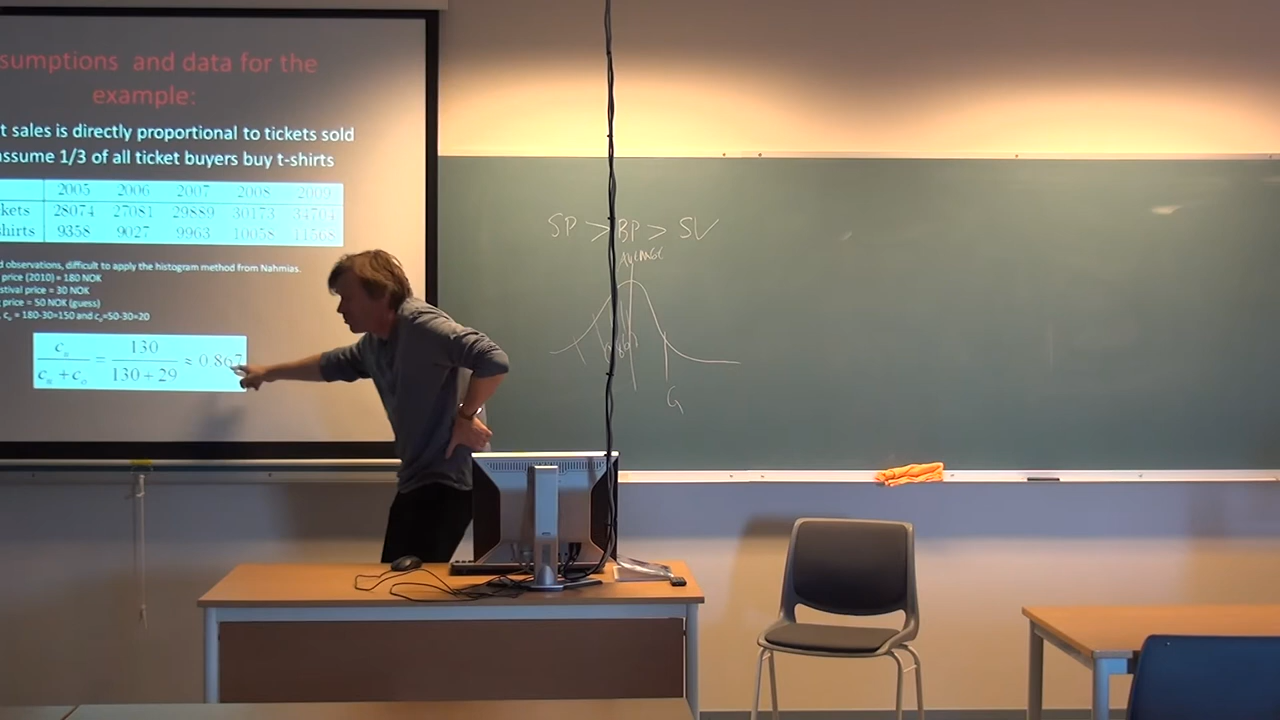 sumptions and data for the
example:
t sales is directly proportional to tickets sold
assume 1/3 of all ticket buyers buy t-shirts
2005 2006 2007 2008 2009
kets 28074 27081 29889 30173 34704
hirts 9358 9027 9963 10058 11568
d observations, difficult to apply the histogram method from Nahmias.
price (2010) = 180 NOK
stival price = 30 NOK
price = 50 NOK (guess)
cᵤ = 180-30=150 and cₒ=50-30=20
cᵤ / (cᵤ + cₒ) = 130 / (130 + 29) ≈ 0.867
SP > BP > SV
AVERAGE
G